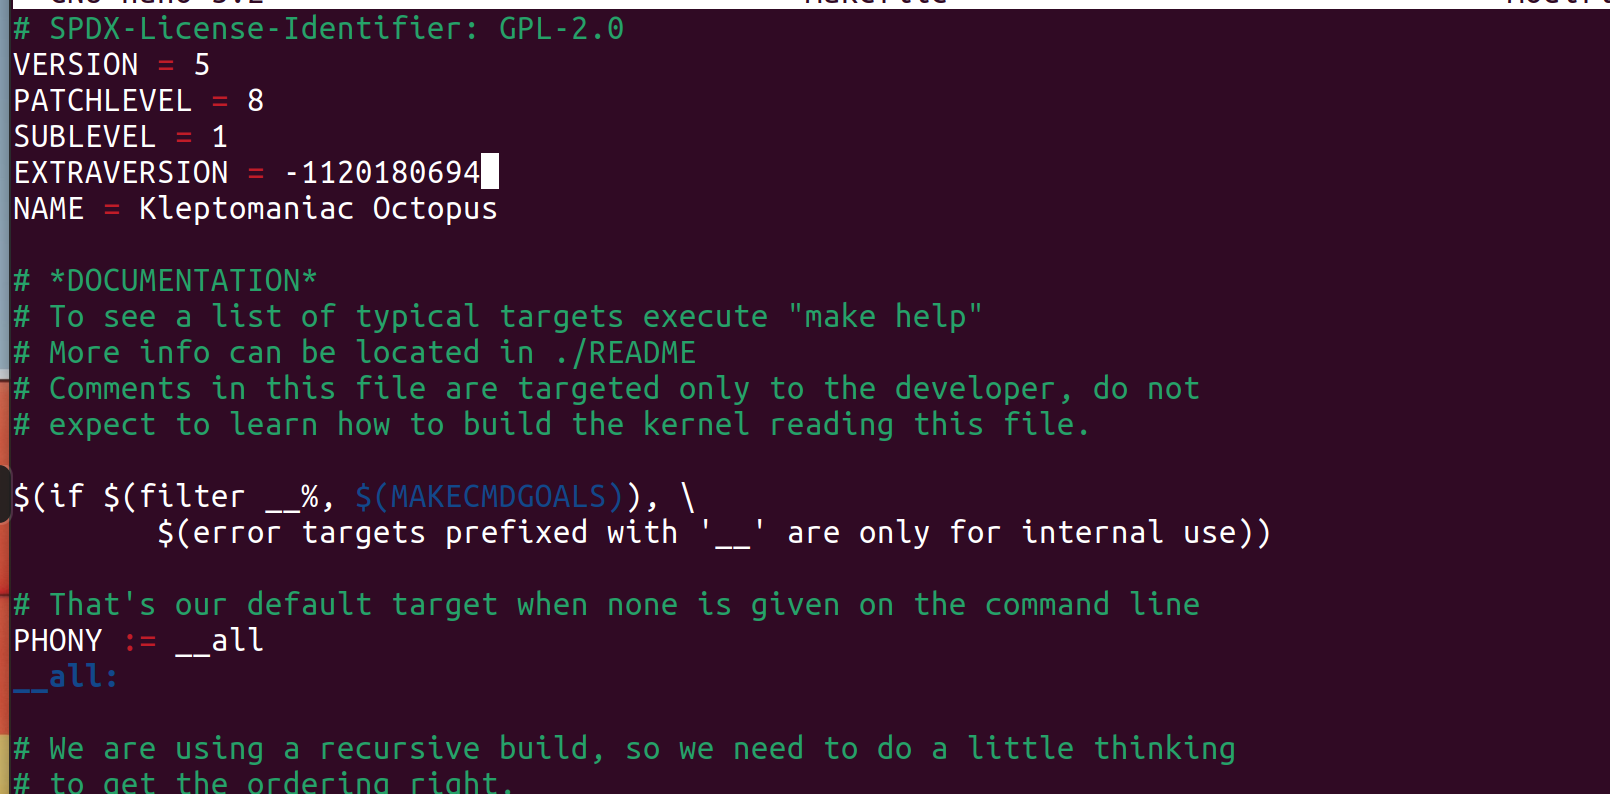 # SPDX-License-Identifier: GPL-2.0
VERSION = 5
PATCHLEVEL = 8
SUBLEVEL = 1
EXTRAVERSION = -1120180694
NAME = Kleptomaniac Octopus
# *DOCUMENTATION*
# To see a list of typical targets execute "make help"
# More info can be located in ./README
# Comments in this file are targeted only to the developer, do not
# expect to learn how to build the kernel reading this file.
$(if $(filter __%, $(MAKECMDGOALS)), \
        $(error targets prefixed with '__' are only for internal use))
# That's our default target when none is given on the command line
PHONY := __all
__all:
# We are using a recursive build, so we need to do a little thinking
# to get the ordering right.